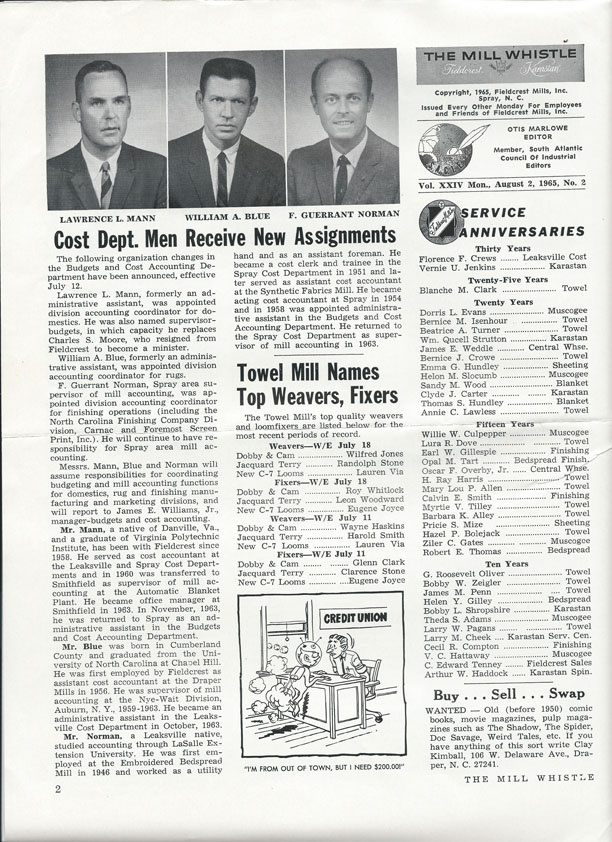 LAWRENCE L. MANN
WILLIAM A. BLUE
F. GUERRANT NORMAN
Cost Dept. Men Receive New Assignments
The following organization changes in
the Budgets and Cost Accounting De-
partment have been announced, effective
July 12.
Lawrence L. Mann, formerly an ad-
ministrative assistant, was appointed
division accounting coordinator for do-
mestics. He was also named supervisor-
budgets, in which capacity he replaces
Charles S. Moore, who resigned from
Fieldcrest to become a minister.
William A. Blue, formerly an adminis-
trative assistant, was appointed division
accounting coordinator for rugs.
F. Guerrant Norman, Spray area su-
pervisor of mill accounting, was ap-
pointed division accounting coordinator
for finishing operations (including the
North Carolina Finishing Company Di-
vision, Carnac and Foremost Screen
Print, Inc.). He will continue to have re-
sponsibility for Spray area mill ac-
counting.
Messrs. Mann, Blue and Norman will
assume responsibilities for coordinating
budgeting and mill accounting functions
for domestics, rug and finishing manu-
facturing and marketing divisions, and
will report to James E. Williams, Jr.,
manager-budgets and cost accounting.
Mr. Mann, a native of Danville, Va.,
and a graduate of Virginia Polytechnic
Institute, has been with Fieldcrest since
1958. He served as cost accountant at
the Leaksville and Spray Cost Depart-
ments and in 1960 was transferred to
Smithfield as supervisor of mill ac-
counting at the Automatic Blanket
Plant. He became office manager at
Smithfield in 1963. In November, 1963,
he was returned to Spray as an ad-
ministrative assistant in the Budgets
and Cost Accounting Department.
Mr. Blue was born in Cumberland
County and graduated from the Uni-
versity of North Carolina at Chapel Hill.
He was first employed by Fieldcrest as
assistant cost accountant at the Draper
Mills in 1956. He was supervisor of mill
accounting at the Nye-Wait Division,
Auburn, N. Y., 1959-1963. He became an
administrative assistant in the Leaks-
ville Cost Department in October, 1963.
Mr. Norman, a Leaksville native,
studied accounting through LaSalle Ex-
tension University. He was first em-
ployed at the Embroidered Bedspread
Mill in 1946 and worked as a utility
2
hand and as an assistant foreman. He
became a cost clerk and trainee in the
Spray Cost Department in 1951 and la-
ter served as assistant cost accountant
at the Synthetic Fabrics Mill. He became
acting cost accountant at Spray in 1954
and in 1958 was appointed administra-
tive assistant in the Budgets and Cost
Accounting Department. He returned to
the Spray Cost Department as super-
visor of mill accounting in 1963.
Towel Mill Names
Top Weavers, Fixers
The Towel Mill's top quality weavers
and loomfixers are listed below for the
most recent periods of record.
Weavers—W/E July 18
Dobby & Cam ............ Wilfred Jones
Jacquard Terry .......... Randolph Stone
New C-7 Looms ............ Lauren Via
Fixers—W/E July 18
Dobby & Cam ............ Roy Whitlock
Jacquard Terry .......... Leon Woodward
New C-7 Looms ............ Eugene Joyce
Weavers—W/E July 11
Dobby & Cam ............ Wayne Haskins
Jacquard Terry .......... Harold Smith
New C-7 Looms ............ Lauren Via
Fixers—W/E July 11
Dobby & Cam ............ Glenn Clark
Jacquard Terry .......... Clarence Stone
New C-7 Looms ............ Eugene Joyce
CREDIT UNION
"I'M FROM OUT OF TOWN, BUT I NEED $200.00!"
THE MILL WHISTLE
Fieldcrest Karastan
Copyright, 1965, Fieldcrest Mills, Inc.
Spray, N. C.
Issued Every Other Monday For Employees
and Friends of Fieldcrest Mills, Inc.
OTIS MARLOWE
EDITOR
Member, South Atlantic
Council Of Industrial
Editors
Vol. XXIV Mon., August 2, 1965, No. 2
SERVICE
ANNIVERSARIES
Thirty Years
Florence F. Crews ....... Leaksville Cost
Vernie U. Jenkins ............ Karastan
Twenty-Five Years
Blanche M. Clark ............ Towel
Twenty Years
Dorris L. Evans ............ Muscogee
Bernice M. Isenhour ............ Towel
Beatrice A. Turner ............ Towel
Wm. Qucell Strutton ............ Karastan
James E. Weddle ............ Central Whse.
Bernice J. Crowe ............ Towel
Emma G. Hundley ............ Sheeting
Helen M. Slocumb ............ Muscogee
Sandy M. Wood ............ Blanket
Clyde J. Carter ............ Karastan
Thomas S. Hundley ............ Blanket
Annie C. Lawless ............ Towel
Fifteen Years
Willie W. Culpepper ............ Muscogee
Lura R. Dove ............ Towel
Earl W. Gillespie ............ Finishing
Opal M. Tart ............ Bedspread Finish.
Oscar F. Overby, Jr. ..... Central Whse.
H. Ray Harris ............ Towel
Mary Lou P. Allen ............ Towel
Calvin E. Smith ............ Finishing
Myrtie V. Tilley ............ Towel
Barbara K. Alley ............ Towel
Pricie S. Mize ............ Sheeting
Hazel P. Bolejack ............ Towel
Ziler C. Gates ............ Muscogee
Robert E. Thomas ............ Bedspread
Ten Years
G. Roosevelt Oliver ............ Towel
Bobby W. Zeigler ............ Towel
James M. Penn ............ Towel
Helen Y. Gilley ............ Bedspread
Bobby L. Shropshire ............ Karastan
Theda S. Adams ............ Muscogee
Larry W. Pagans ............ Towel
Larry M. Cheek .... Karastan Serv. Cen.
Cecil R. Compton ............ Finishing
V. C. Hattaway ............ Muscogee
C. Edward Tenney ......... Fieldcrest Sales
Arthur W. Haddock ...... Karastan Spin.
Buy . . . Sell . . . Swap
WANTED — Old (before 1950) comic
books, movie magazines, pulp maga-
zines such as The Shadow, The Spider,
Doc Savage, Weird Tales, etc. If you
have anything of this sort write Clay
Kimball, 106 W. Delaware Ave., Dra-
per, N. C. 27241.
THE MILL WHISTLE